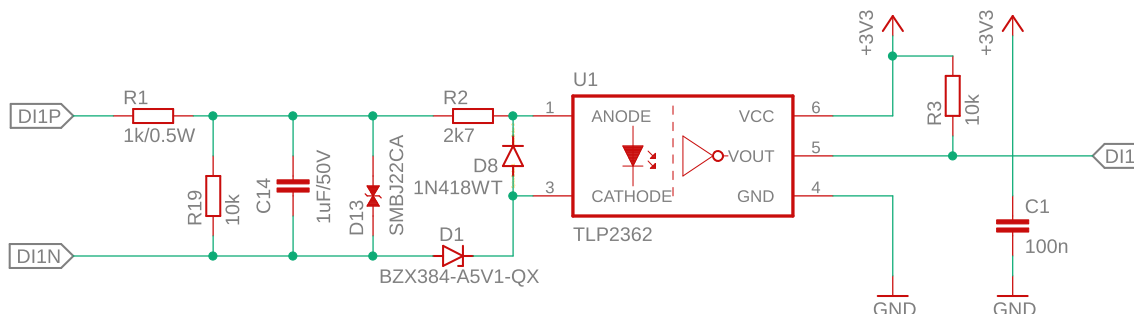 +3V3
+3V3
U1
R1
R2
DI1P
1k/0.5W
2k7
1
ANODE
VCC
6
R3
10k
D8
5
VOUT
DI1
1N418WT
3
CATHODE
GND
4
R19
10k
C14
1uF/50V
D13
SMBJ22CA
D1
TLP2362
C1
100n
DI1N
BZX384-A5V1-QX
GND
GND